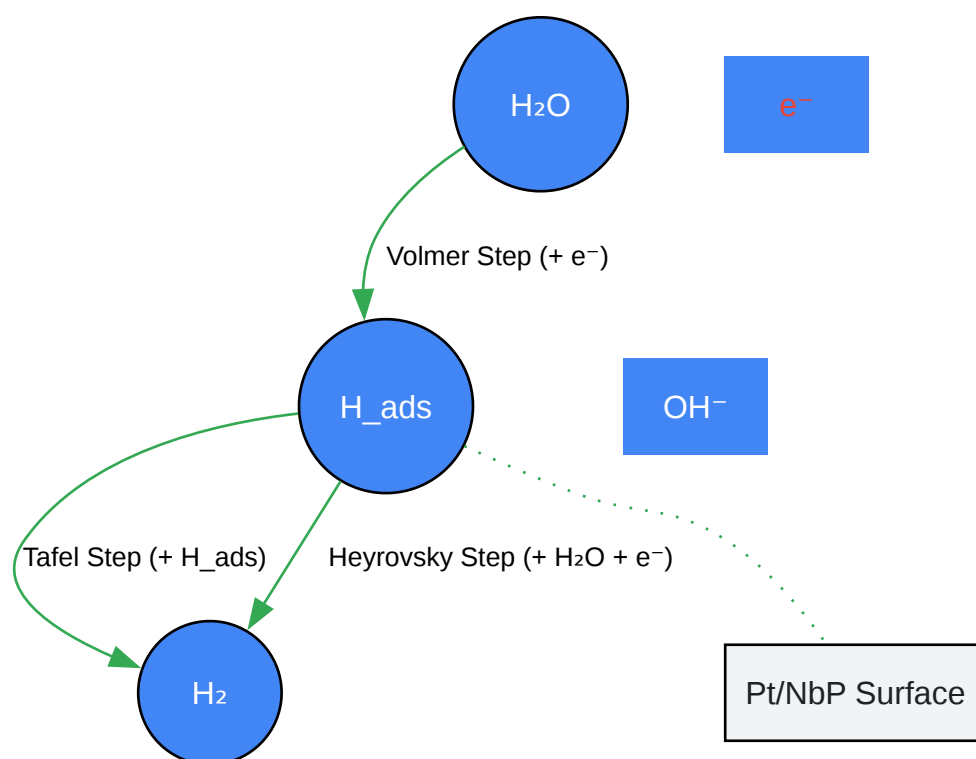 H₂O
e⁻
Volmer Step (+ e⁻)
H_ads
OH⁻
Tafel Step (+ H_ads)
Heyrovsky Step (+ H₂O + e⁻)
H₂
Pt/NbP Surface